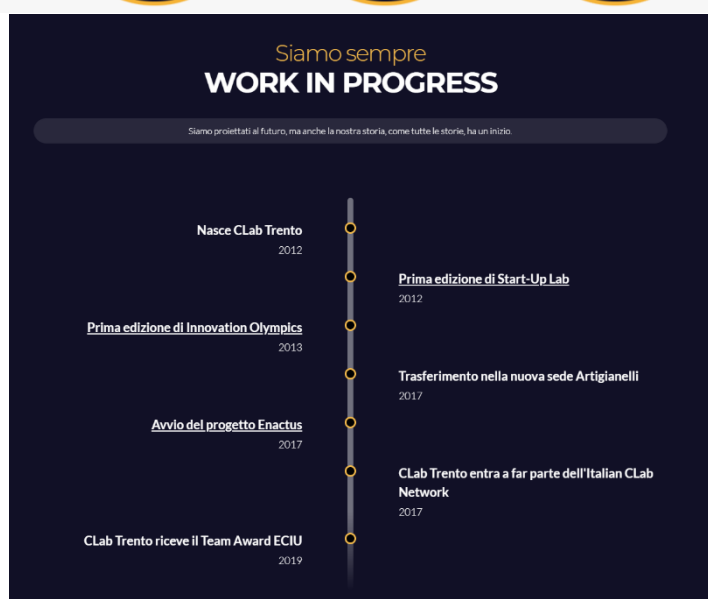 Siamo sempre
WORK IN PROGRESS
Siamo proiettati al futuro, ma anche la nostra storia, come tutte le storie, ha un inizio.
Nasce CLab Trento
2012
Prima edizione di Start-Up Lab
2012
Prima edizione di Innovation Olympics
2013
Trasferimento nella nuova sede Artigianelli
2017
Avvio del progetto Enactus
2017
CLab Trento entra a far parte dell'Italian CLab
Network
2017
CLab Trento riceve il Team Award ECIU
2019